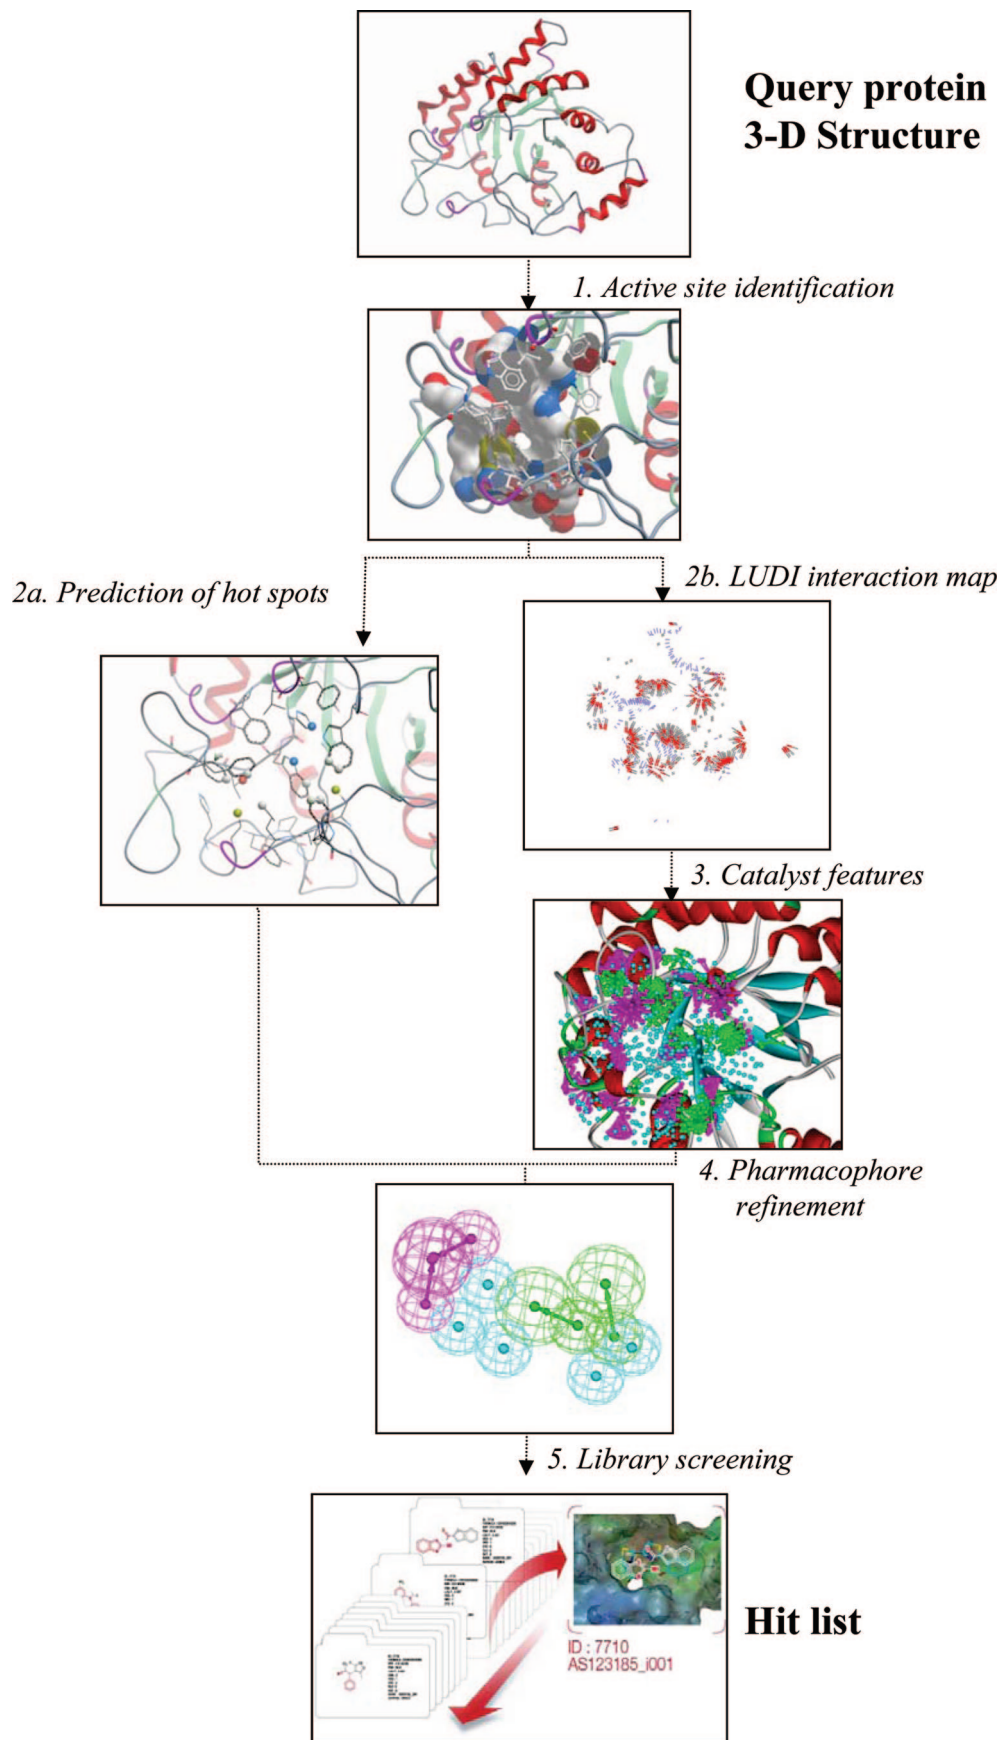 Query protein
3-D Structure
1. Active site identification
2a. Prediction of hot spots
2b. LUDI interaction map
3. Catalyst features
4. Pharmacophore
refinement
5. Library screening
Hit list
ID : 7710
AS123185_i001